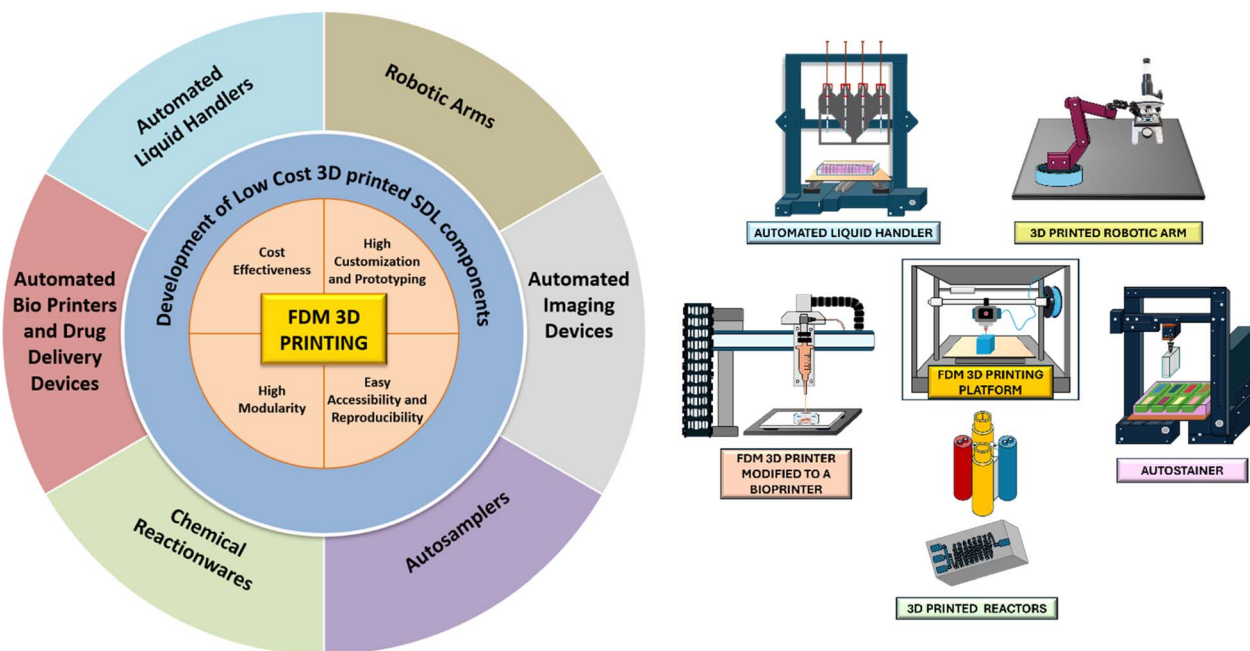 Automated
Liquid Handlers
Robotic Arms
Automated
Imaging
Devices
Autosamplers
Chemical
Reactionwares
Automated
Bio Printers
and Drug
Delivery
Devices
Development of Low Cost 3D printed SDL components
Cost
Effectiveness
High
Customization
and Prototyping
FDM 3D
PRINTING
High
Modularity
Easy
Accessibility and
Reproducibility
AUTOMATED LIQUID HANDLER
3D PRINTED ROBOTIC ARM
FDM 3D PRINTING
PLATFORM
FDM 3D PRINTER
MODIFIED TO A
BIOPRINTER
AUTOSTAINER
3D PRINTED REACTORS